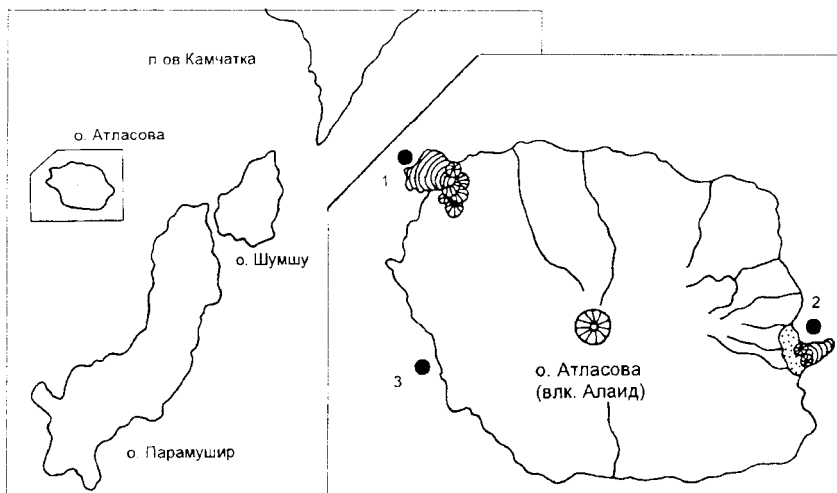 п ов Камчатка
о. Атласова
о. Шумшу
о. Парамушир
1
2
3
о. Атласова
(влк. Алаид)